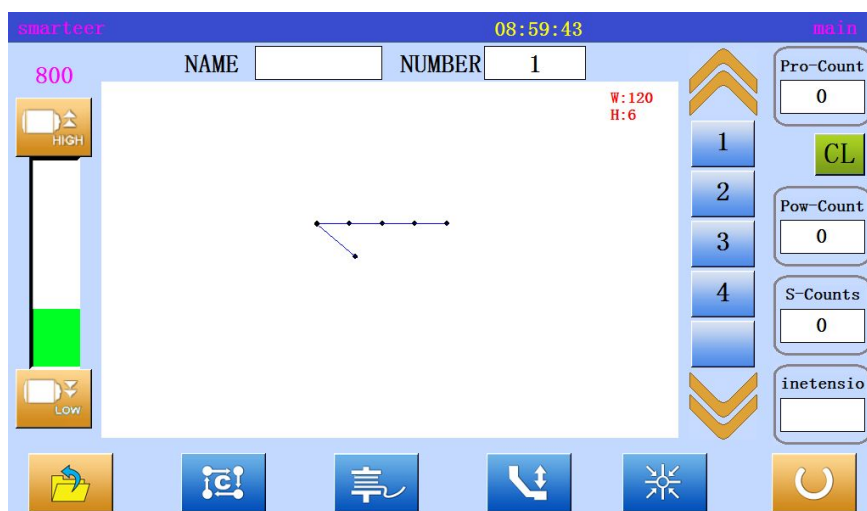 smarteer 08:59:43 main
800 NAME NUMBER 1 Pro-Count
0
W:120
H:6
HIGH
1
CL
2
Pow-Count
3
0
4
S-Counts
0
inetensio
LOW
C